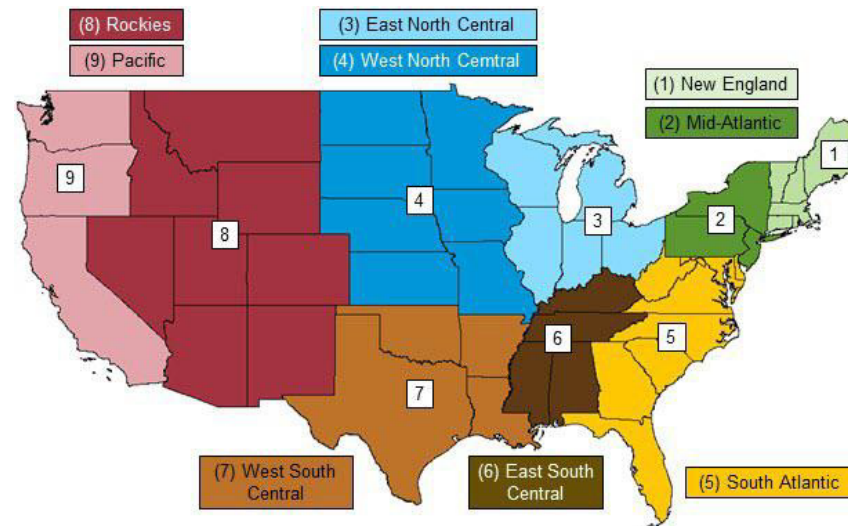 (8) Rockies
(3) East North Central
(9) Pacific
(4) West North Cemtral
(1) New England
(2) Mid-Atlantic
1
9
4
3
2
8
6
5
7
(7) West South
Central
(6) East South
Central
(5) South Atlantic